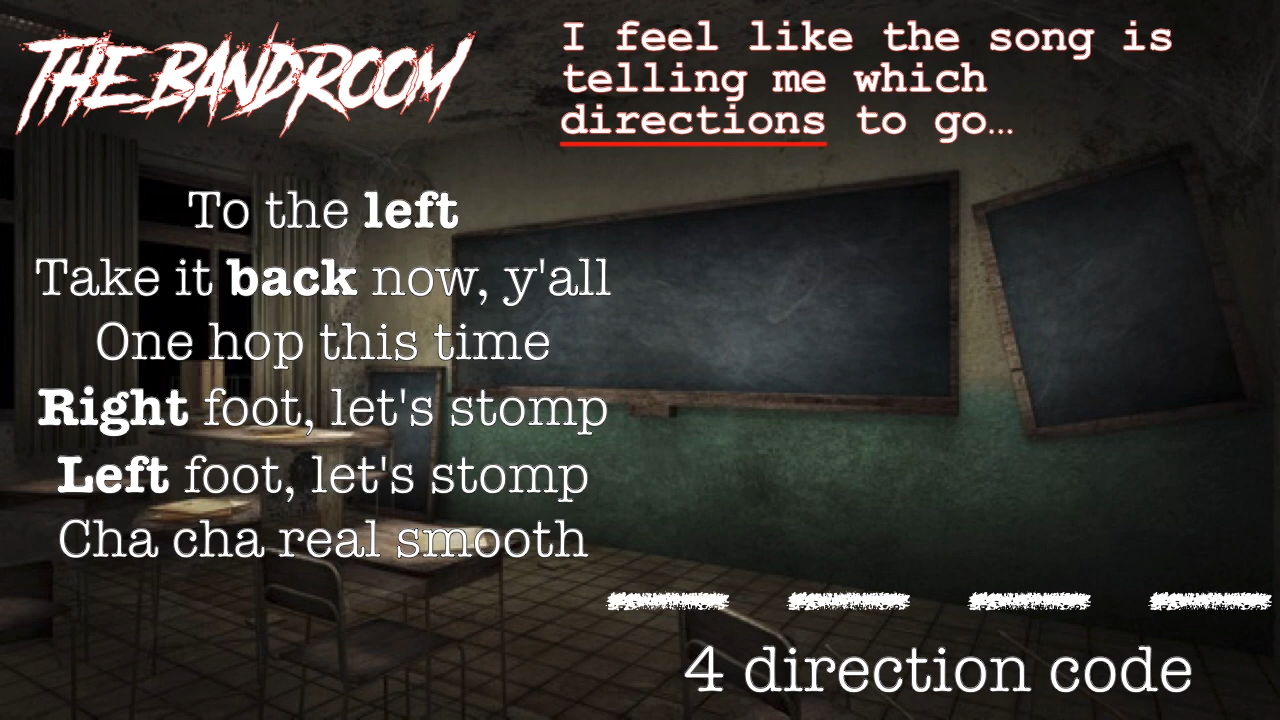 THE BANDROOM
I feel like the song is
telling me which
directions to go…
To the left
Take it back now, y'all
One hop this time
Right foot, let's stomp
Left foot, let's stomp
Cha cha real smooth
4 direction code